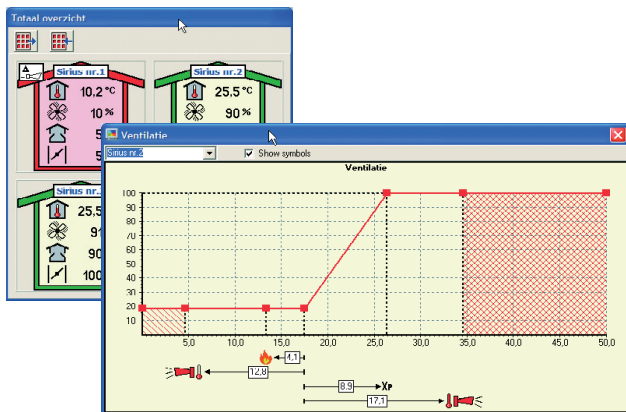 Totaal overzicht
Sirius nr.1
10,2 °C
10 %
5
5
Sirius nr.2
25.5 °C
90 %
Sirius nr.
25,5
91
90
100
Ventilatie
Sirius nr.2
Show symbols
Ventilatie
100
90
80
70
60
50
40
30
20
10
5,0 10,0 15,0 20,0 25,0 30,0 35,0 40,0 45,0 50,0
4,1
12,8
8,9 XP
17,1